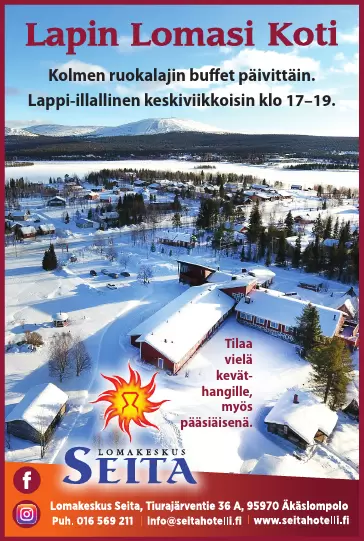 Lapin Lomasi Koti
Kolmen ruokalajin buffet päivittäin.
Lappi-illallinen keskiviikkoisin klo 17–19.
Tilaa
vielä
kevät-
hangille,
myös
pääsiäisenä.
LOMAKESKUS
SEITA
Lomakeskus Seita, Tiurajärventie 36 A, 95970 Äkäslompolo
Puh. 016 569 211 | info@seitahotelli.fi | www.seitahotelli.fi